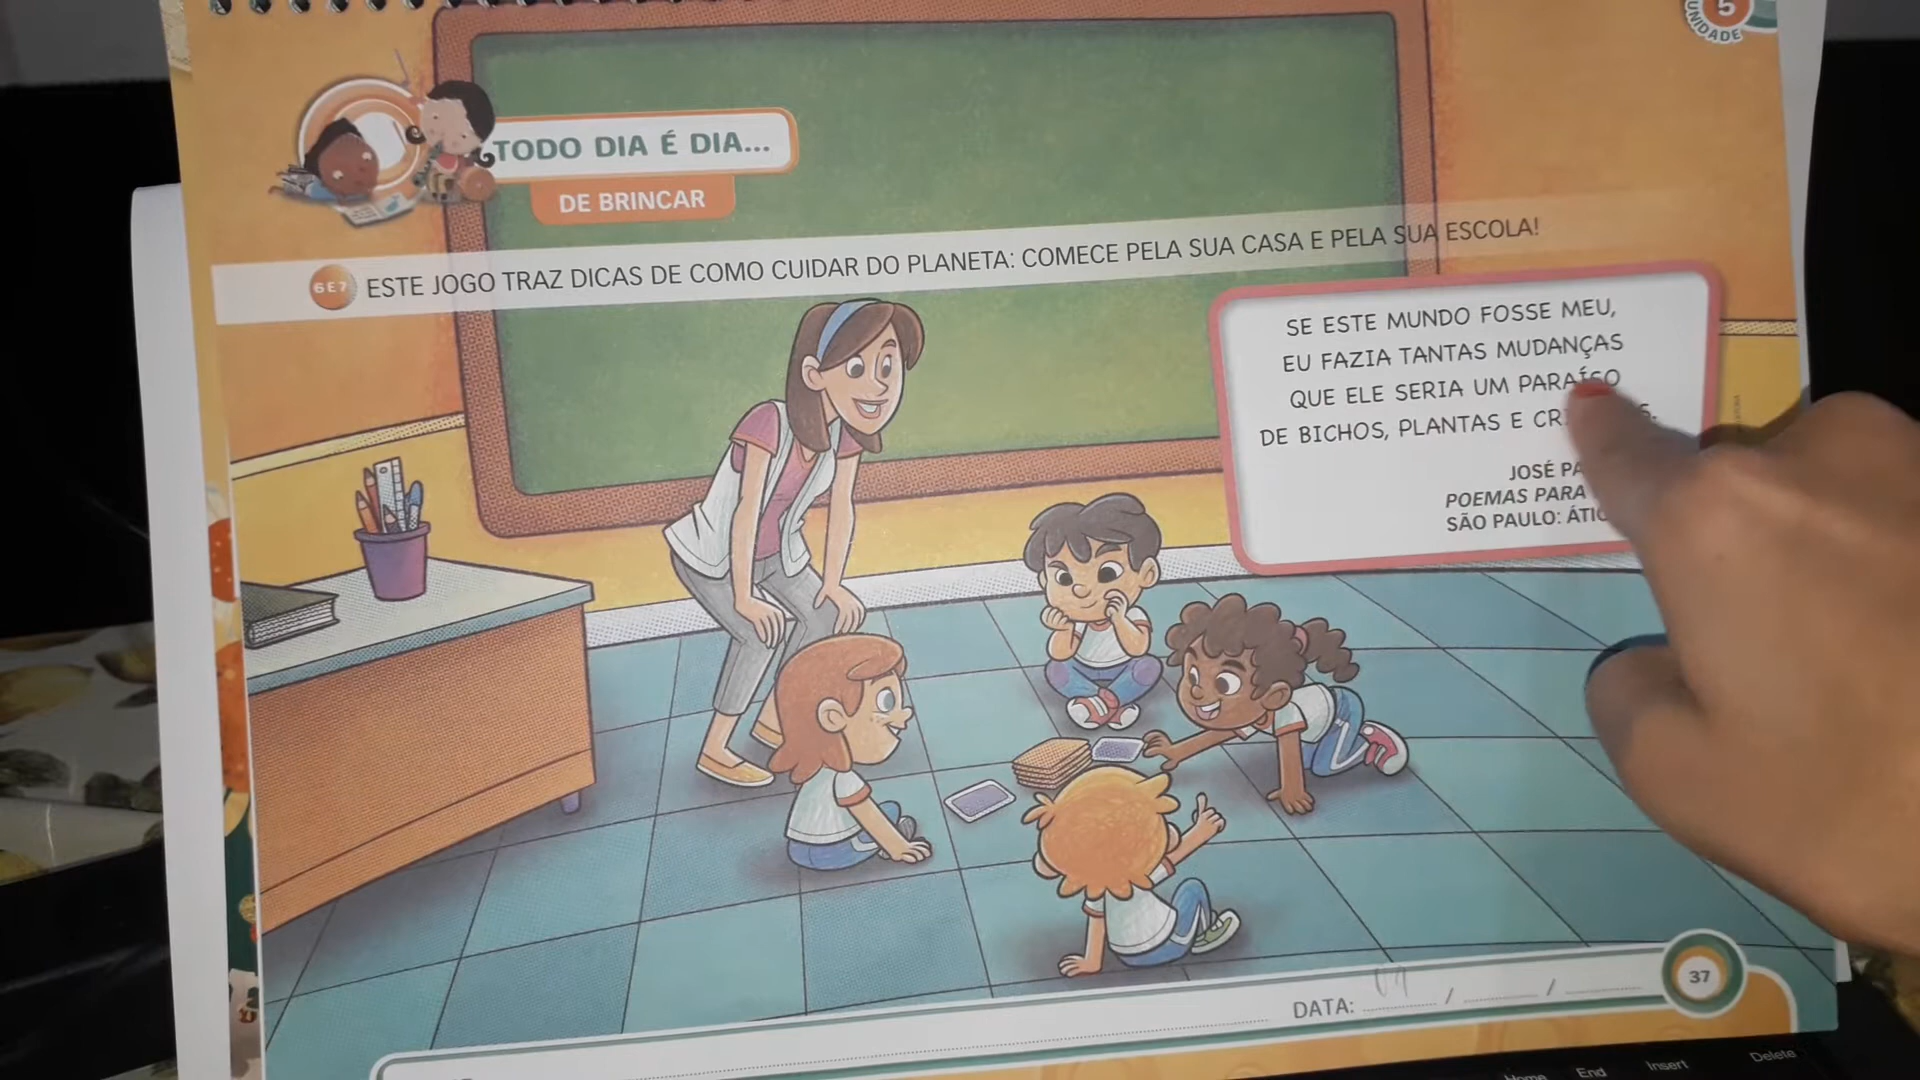 5
UNIDADE
TODO DIA É DIA...
DE BRINCAR
6 E 7 ESTE JOGO TRAZ DICAS DE COMO CUIDAR DO PLANETA: COMECE PELA SUA CASA E PELA SUA ESCOLA!
SE ESTE MUNDO FOSSE MEU,
EU FAZIA TANTAS MUDANÇAS
QUE ELE SERIA UM PARAÍSO
DE BICHOS, PLANTAS E
JOSÉ
POEMAS PARA
SÃO PAULO:
37
DATA: / /
Home End Insert Delete